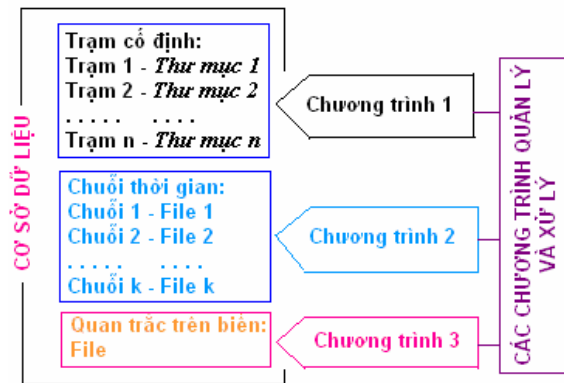 CƠ SỞ DỮ LIỆU
Trạm cố định:
Trạm 1 - Thư mục 1
Trạm 2 - Thư mục 2
. . . . . . . . .
Trạm n - Thư mục n
Chuỗi thời gian:
Chuỗi 1 - File 1
Chuỗi 2 - File 2
. . . . . . . . .
Chuỗi k - File k
Quan trắc trên biên:
File
Chương trình 1
Chương trình 2
Chương trình 3
CÁC CHƯƠNG TRÌNH QUẢN LÝ
VÀ XỬ LÝ